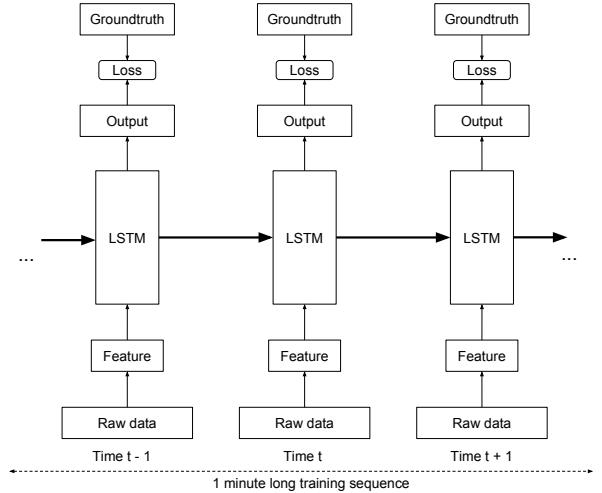 Groundtruth Groundtruth Groundtruth
Loss Loss Loss
Output Output Output
LSTM LSTM LSTM
... ...
Feature Feature Feature
Raw data Raw data Raw data
Time t - 1 Time t Time t + 1
1 minute long training sequence